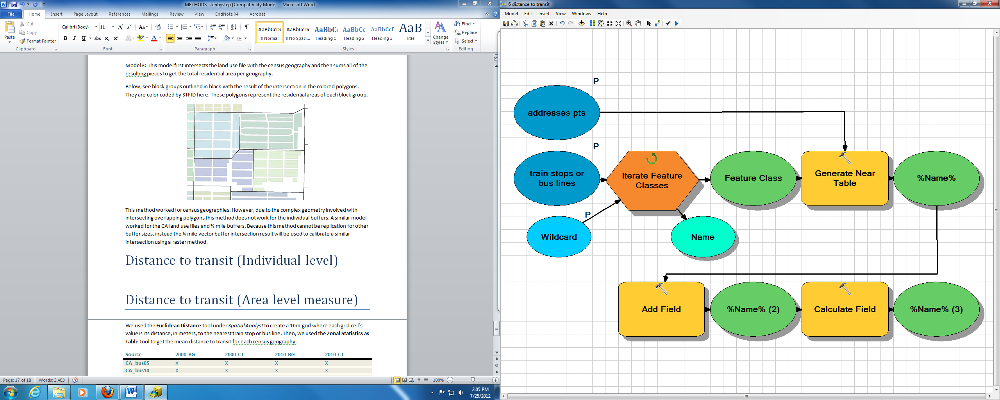 METHODS_stepbystep [Compatibility Mode] - Microsoft Word
File Home Insert Page Layout References Mailings Review View EndNote X4 Acrobat
Paste
Cut
Copy
Format Painter
Clipboard
Calibri (Body) 11
Font
Paragraph
AaBbCcDc AaBbCcDc AaBbC AaBbCc AaBbCcI AaB
¶ Normal ¶ No Spaci... Heading 1 Heading 2 Heading 3 Title
Change Styles
Styles
Find
Replace
Select
Editing
Model 3: This model first intersects the land use file with the census geography and then sums all of the
resulting pieces to get the total residential area per geography.
Below, see block groups outlined in black with the result of the intersection in the colored polygons.
They are color coded by STFID here. These polygons represent the residential areas of each block group.
This method worked for census geographies. However, due to the complex geometry involved with
intersecting overlapping polygons this method does not work for the individual buffers. A similar model
worked for the CA land use files and ¼ mile buffers. Because this method cannot be replication for other
buffer sizes, instead the ¼ mile vector buffer intersection result will be used to calibrate a similar
intersection using a raster method.
Distance to transit (Individual level)
Distance to transit (Area level measure)
We used the Euclidean Distance tool under Spatial Analyst to create a 10m grid where each grid cell's
value is its distance, in meters, to the nearest train stop or bus line. Then, we used the Zonal Statistics as
Table tool to get the mean distance to transit for each census geography.
Source 2000 BG 2000 CT 2010 BG 2010 CT
CA_bus05 X X X X
CA_bus10 X X X X
Page: 17 of 18 Words: 3,403 100%
2:05 PM
7/25/2012
6 distance to transit
Model Edit Insert View Windows Help
P
addresses pts
P
train stops or
bus lines
Iterate Feature
Classes
Feature Class
Generate Near
Table
%Name%
P
Wildcard
Name
Add Field
%Name% (2)
Calculate Field
%Name% (3)